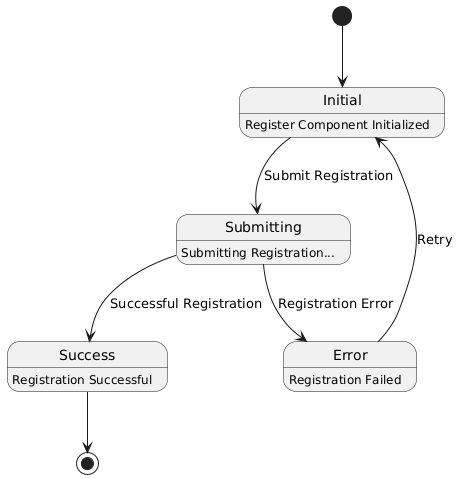 Initial
Register Component Initialized
Submit Registration
Submitting
Submitting Registration...
Retry
Successful Registration
Registration Error
Success
Registration Successful
Error
Registration Failed